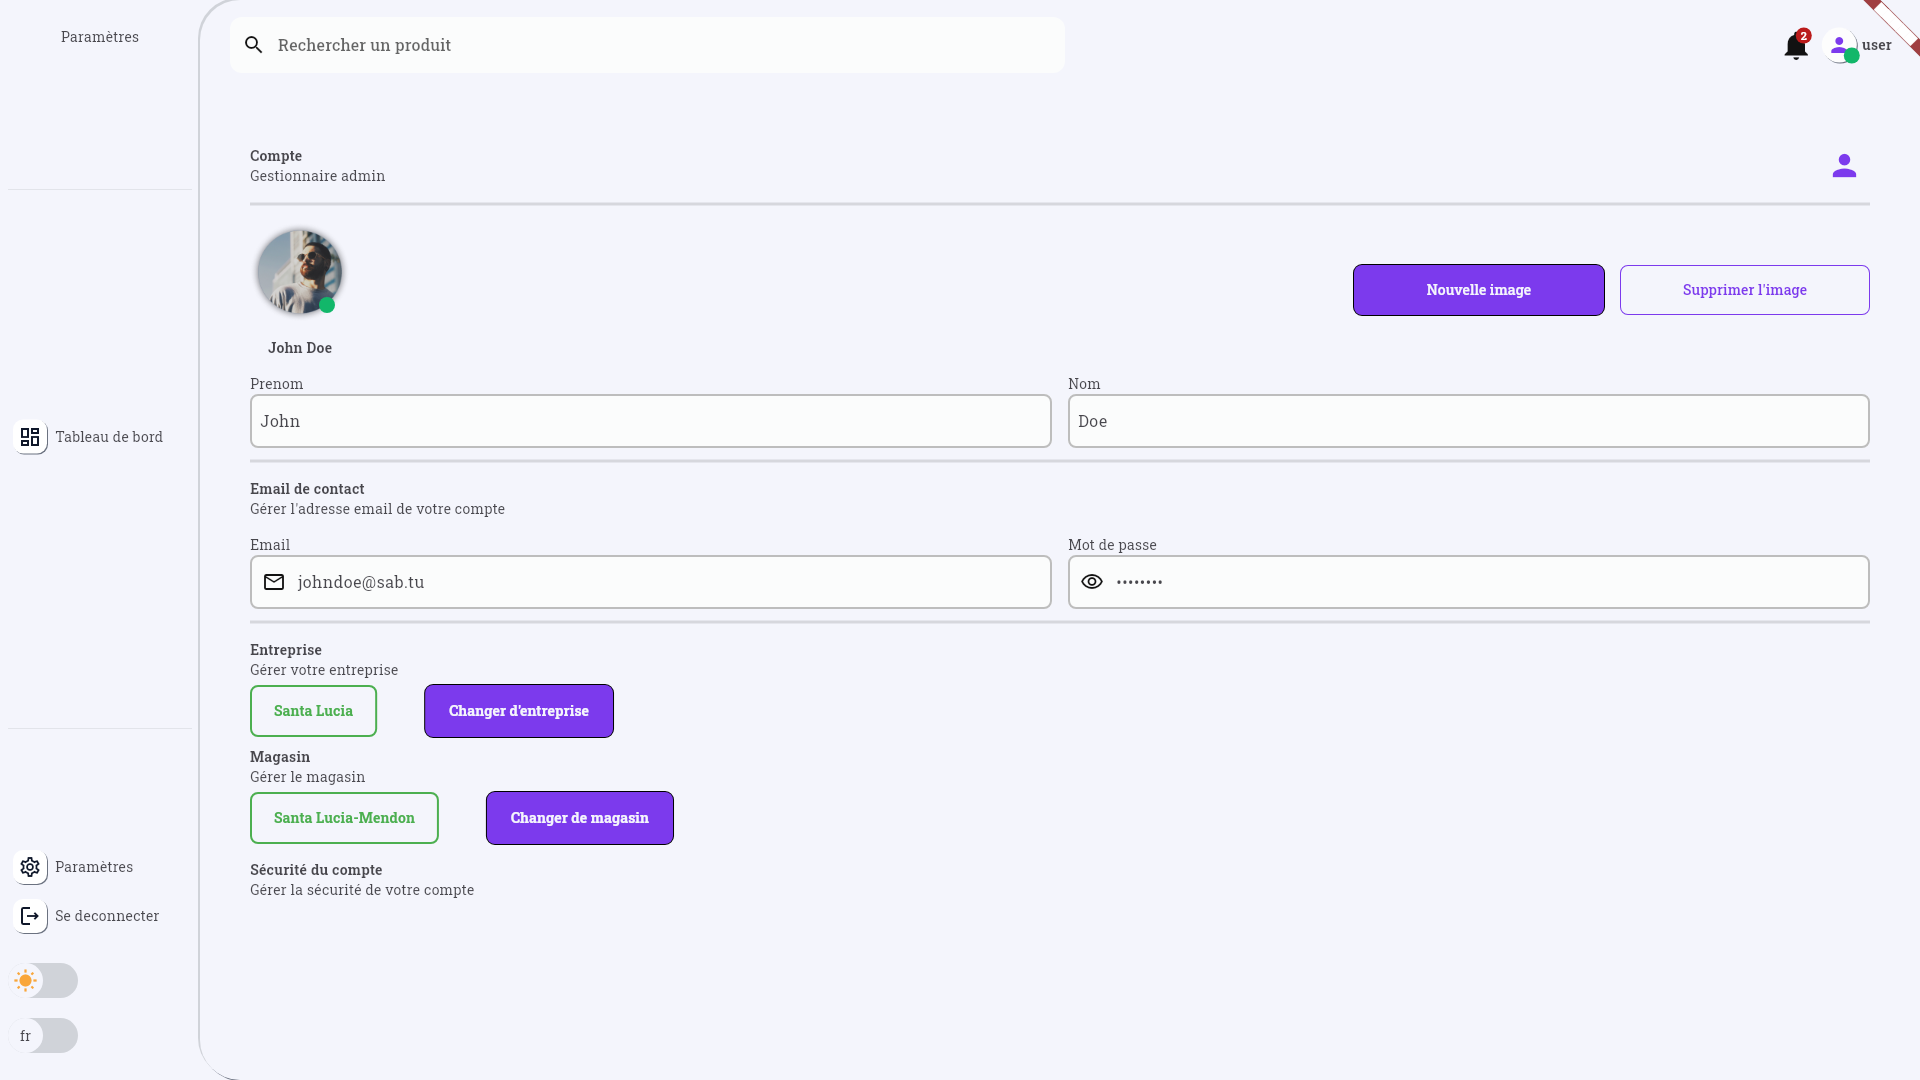 Paramètres
Rechercher un produit
2
user
Compte
Gestionnaire admin
Nouvelle image
Supprimer l'image
John Doe
Prenom
Nom
John
Doe
Tableau de bord
Email de contact
Gérer l'adresse email de votre compte
Email
Mot de passe
johndoe@sab.tu
••••••••
Entreprise
Gérer votre entreprise
Santa Lucia
Changer d'entreprise
Magasin
Gérer le magasin
Santa Lucia-Mendon
Changer de magasin
Sécurité du compte
Gérer la sécurité de votre compte
Paramètres
Se deconnecter
fr